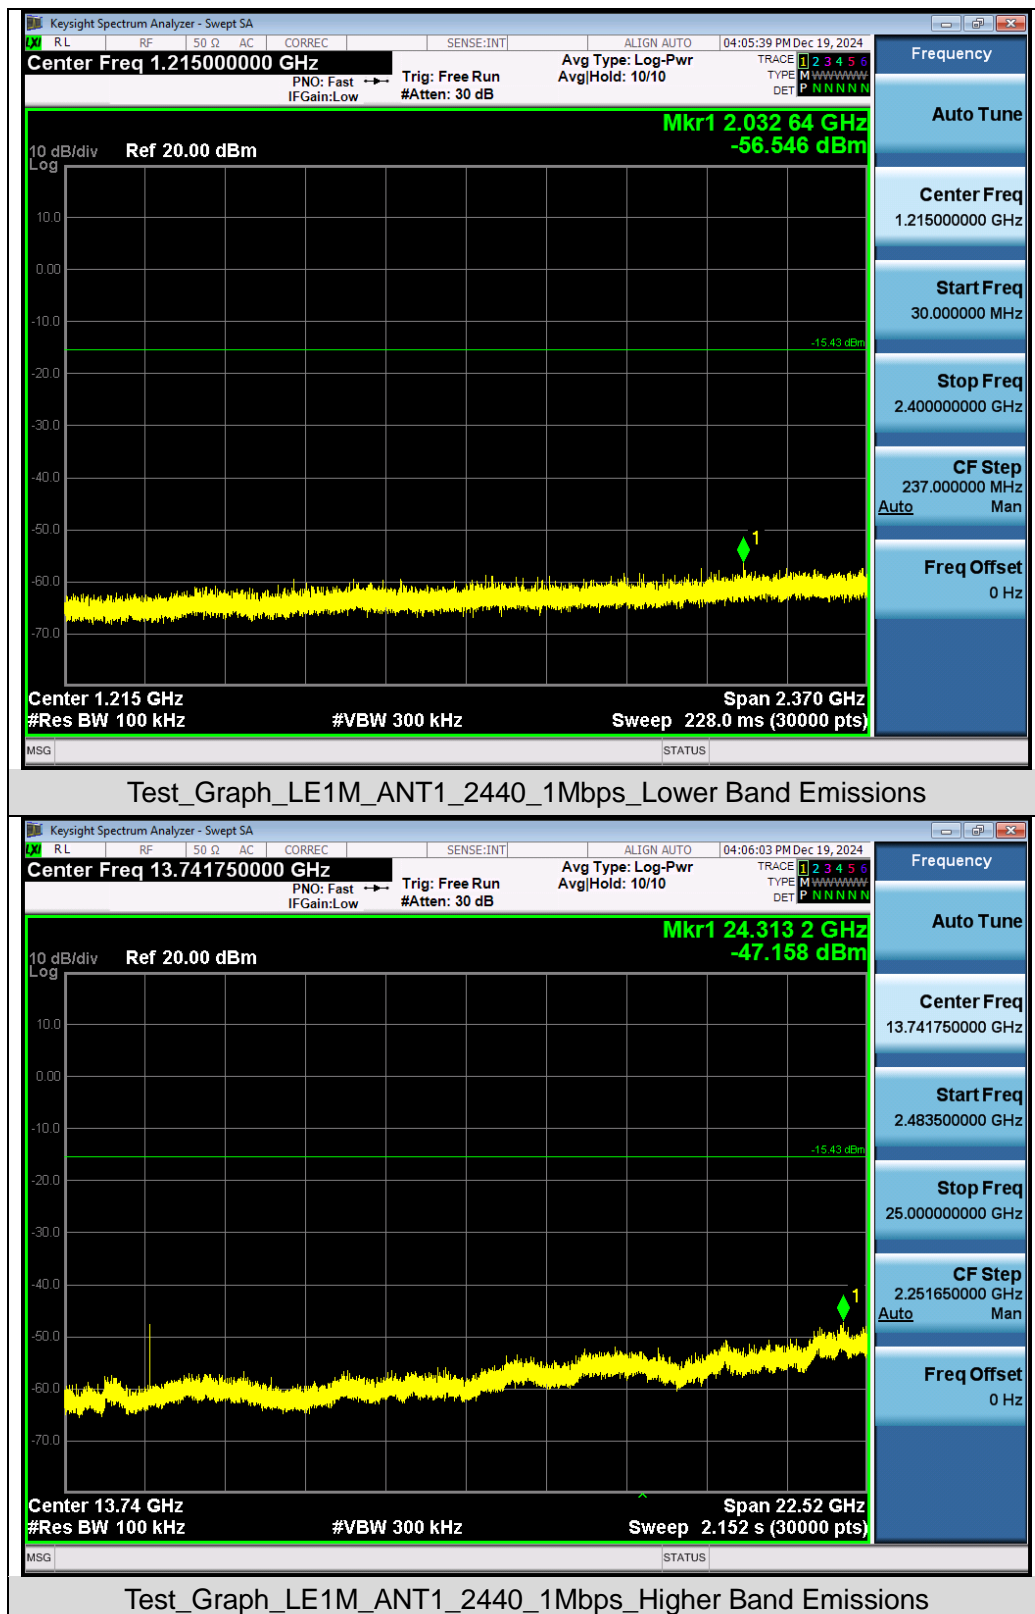 Keysight Spectrum Analyzer - Swept SA
LXI RL RF 50 Ω AC CORREC SENSE:INT ALIGN AUTO 04:05:39 PM Dec 19, 2024
Center Freq 1.215000000 GHz
PNO: Fast
IFGain:Low
Trig: Free Run
#Atten: 30 dB
Avg Type: Log-Pwr
Avg|Hold: 10/10
TRACE 1 2 3 4 5 6
TYPE M WWWWW
DET P N N N N N
Mkr1 2.032 64 GHz
-56.546 dBm
10 dB/div Ref 20.00 dBm
Log
10.0
0.00
-10.0
-15.43 dBm
-20.0
-30.0
-40.0
-50.0
1
-60.0
-70.0
Center 1.215 GHz Span 2.370 GHz
#Res BW 100 kHz #VBW 300 kHz Sweep 228.0 ms (30000 pts)
MSG STATUS
Frequency
Auto Tune
Center Freq
1.215000000 GHz
Start Freq
30.000000 MHz
Stop Freq
2.400000000 GHz
CF Step
237.000000 MHz
Auto Man
Freq Offset
0 Hz
Test_Graph_LE1M_ANT1_2440_1Mbps_Lower Band Emissions
Keysight Spectrum Analyzer - Swept SA
LXI RL RF 50 Ω AC CORREC SENSE:INT ALIGN AUTO 04:06:03 PM Dec 19, 2024
Center Freq 13.741750000 GHz
PNO: Fast
IFGain:Low
Trig: Free Run
#Atten: 30 dB
Avg Type: Log-Pwr
Avg|Hold: 10/10
TRACE 1 2 3 4 5 6
TYPE M WWWWW
DET P N N N N N
Mkr1 24.313 2 GHz
-47.158 dBm
10 dB/div Ref 20.00 dBm
Log
10.0
0.00
-10.0
-15.43 dBm
-20.0
-30.0
-40.0
1
-50.0
-60.0
-70.0
Center 13.74 GHz Span 22.52 GHz
#Res BW 100 kHz #VBW 300 kHz Sweep 2.152 s (30000 pts)
MSG STATUS
Frequency
Auto Tune
Center Freq
13.741750000 GHz
Start Freq
2.483500000 GHz
Stop Freq
25.000000000 GHz
CF Step
2.251650000 GHz
Auto Man
Freq Offset
0 Hz
Test_Graph_LE1M_ANT1_2440_1Mbps_Higher Band Emissions